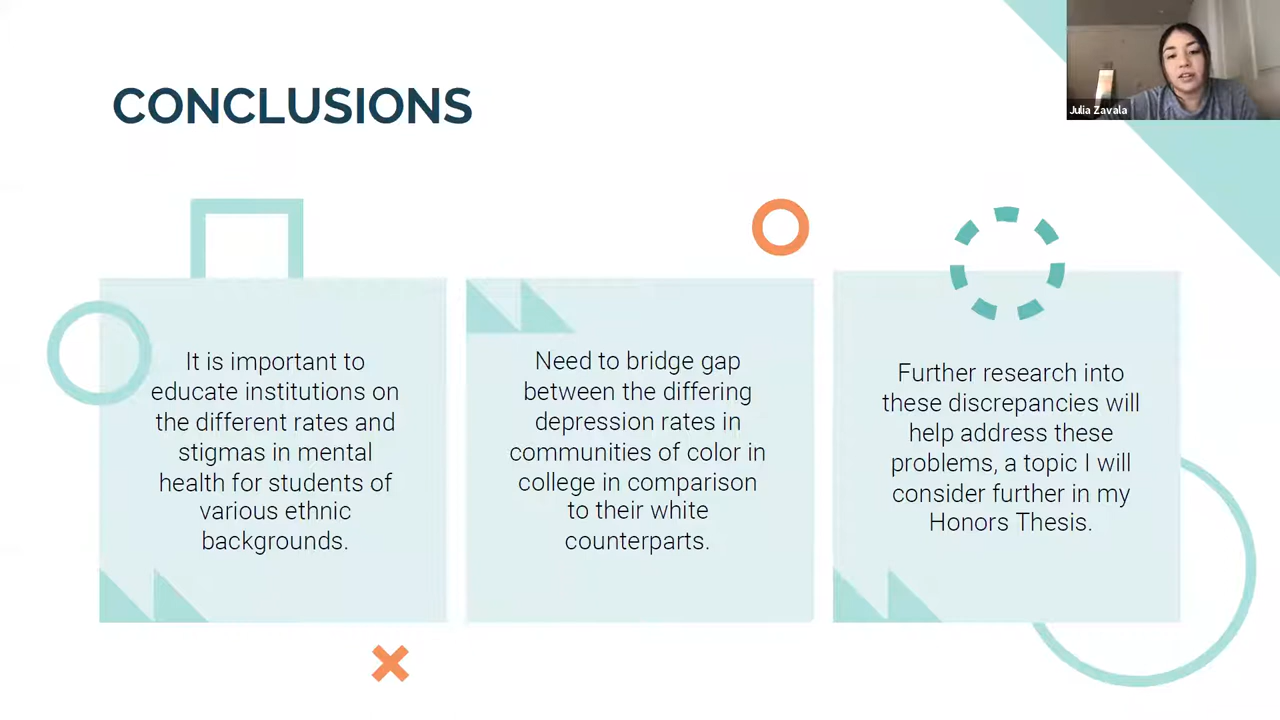 CONCLUSIONS
Julia Zavala
It is important to
educate institutions on
the different rates and
stigmas in mental
health for students of
various ethnic
backgrounds.
Need to bridge gap
between the differing
depression rates in
communities of color in
college in comparison
to their white
counterparts.
Further research into
these discrepancies will
help address these
problems, a topic I will
consider further in my
Honors Thesis.